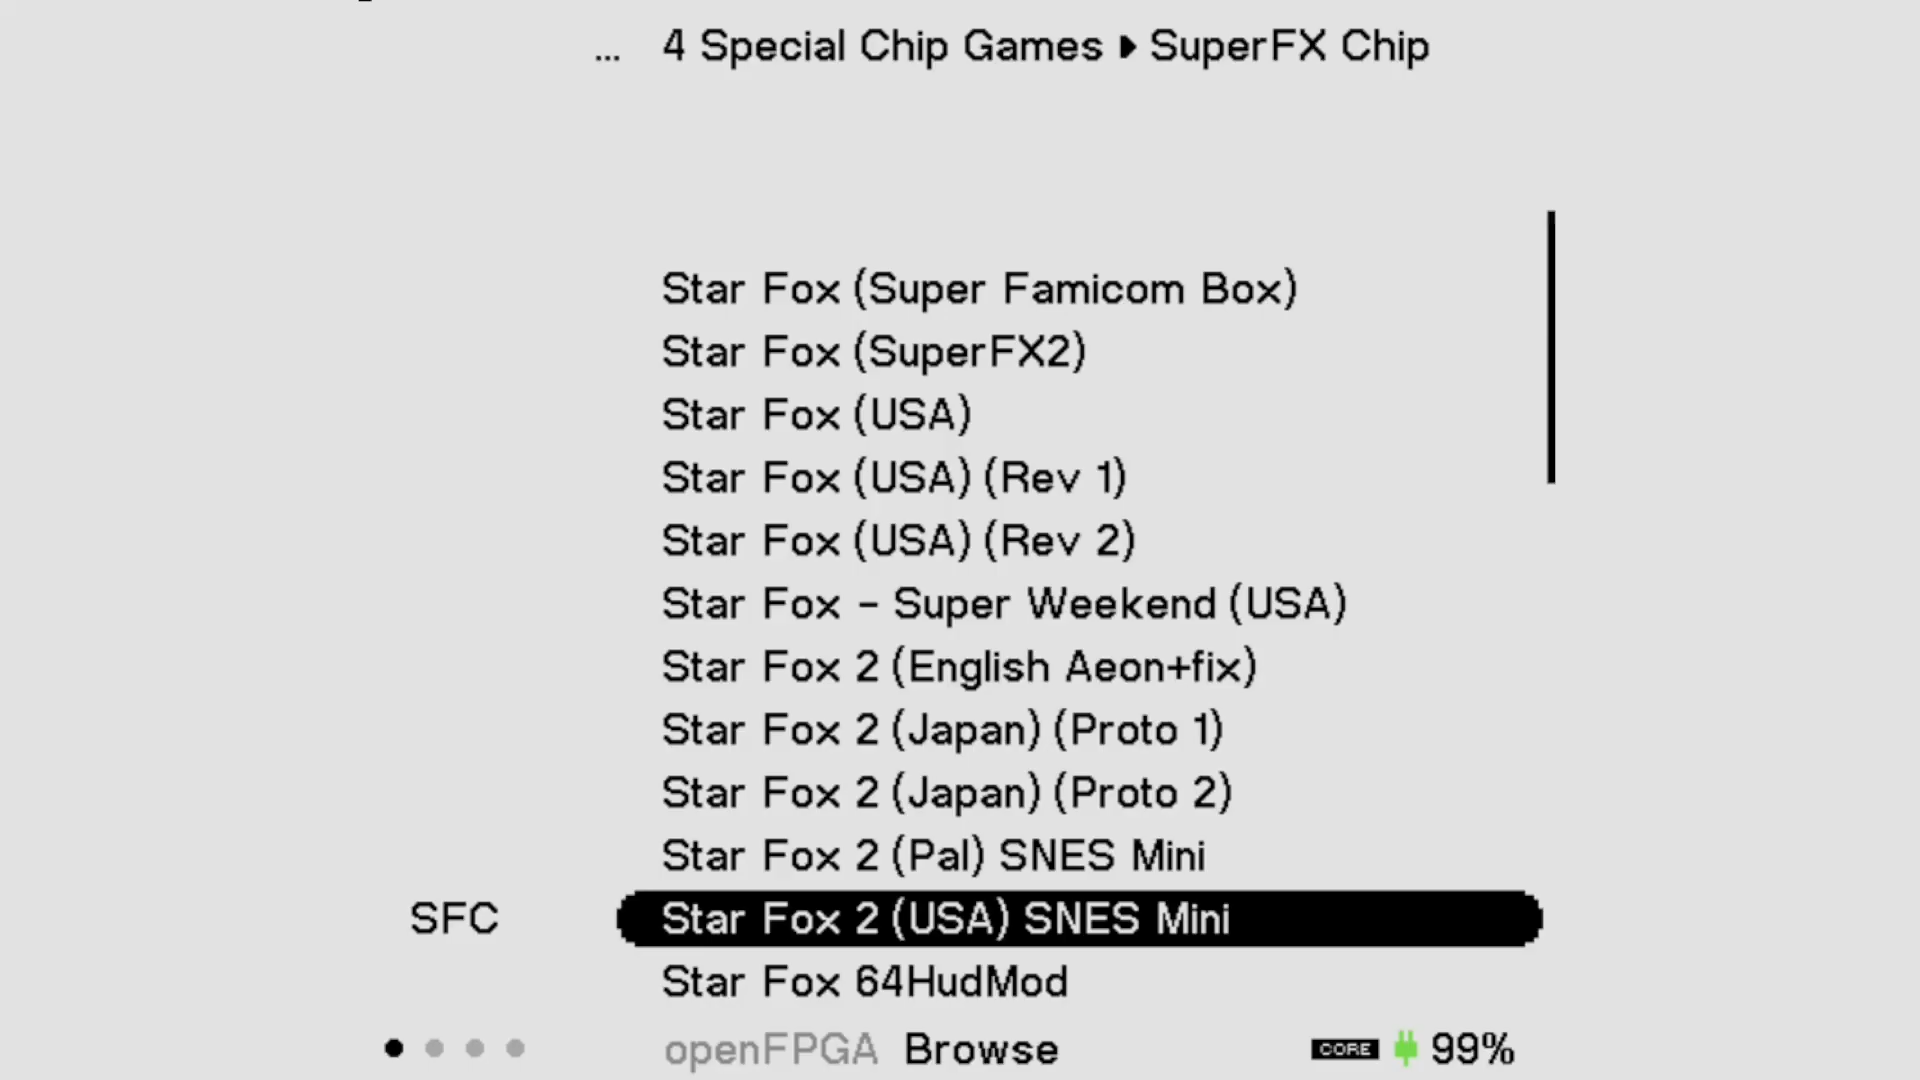 ... 4 Special Chip Games ▶ SuperFX Chip
Star Fox (Super Famicom Box)
Star Fox (SuperFX2)
Star Fox (USA)
Star Fox (USA) (Rev 1)
Star Fox (USA) (Rev 2)
Star Fox - Super Weekend (USA)
Star Fox 2 (English Aeon+fix)
Star Fox 2 (Japan) (Proto 1)
Star Fox 2 (Japan) (Proto 2)
Star Fox 2 (Pal) SNES Mini
SFC Star Fox 2 (USA) SNES Mini
Star Fox 64HudMod
openFPGA Browse CORE 99%